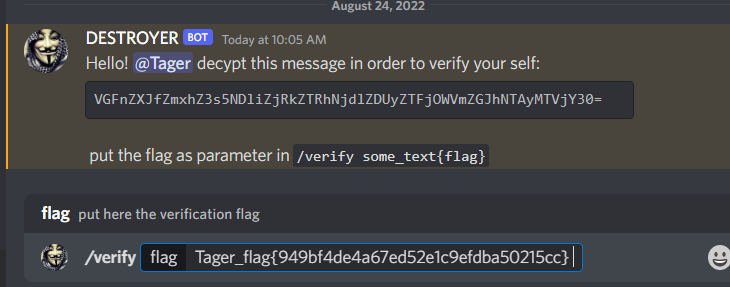 August 24, 2022
DESTROYER BOT Today at 10:05 AM
Hello! @Tager decypt this message in order to verify your self:
VGFnZXJfZmxhZ3s5NDliZjRkZTRhNjdlZDUyZTFjOWVmZGJhNTAyMTVjY30=
put the flag as parameter in /verify some_text{flag}
flag put here the verification flag
/verify flag Tager_flag{949bf4de4a67ed52e1c9efdba50215cc}